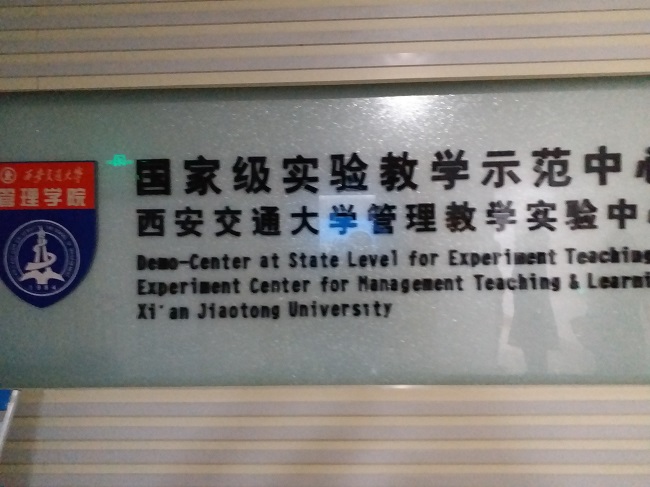 西安交通大学
管理学院
国家级实验教学示范中心
西安交通大学管理教学实验中心
Demo-Center at State Level for Experiment Teaching
Experiment Center for Management Teaching & Learni
Xi'an Jiaotong University